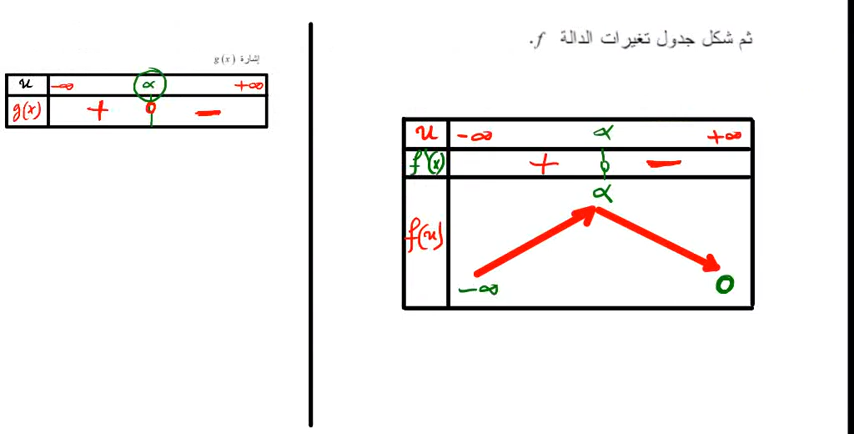 ثم شكل جدول تغيرات الدالة f.
إشارة g(x)
x -∞ α +∞
g(x) + 0 -
x -∞ α +∞
f'(x) + 0 -
α
f(x)
-∞ 0